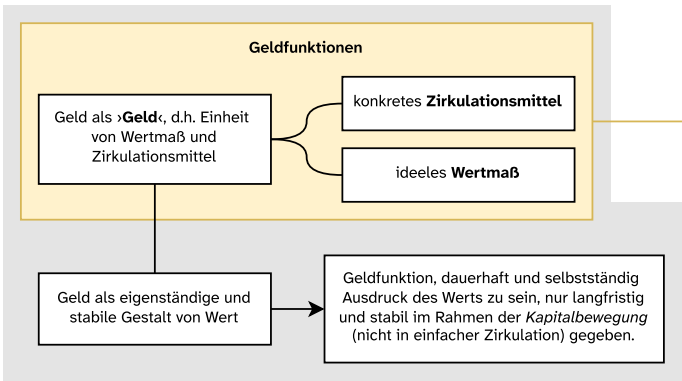 Geldfunktionen
Geld als ›Geld‹, d.h. Einheit
von Wertmaß und
Zirkulationsmittel
konkretes Zirkulationsmittel
ideeles Wertmaß
Geld als eigenständige und
stabile Gestalt von Wert
Geldfunktion, dauerhaft und selbstständig
Ausdruck des Werts zu sein, nur langfristig
und stabil im Rahmen der Kapitalbewegung
(nicht in einfacher Zirkulation) gegeben.